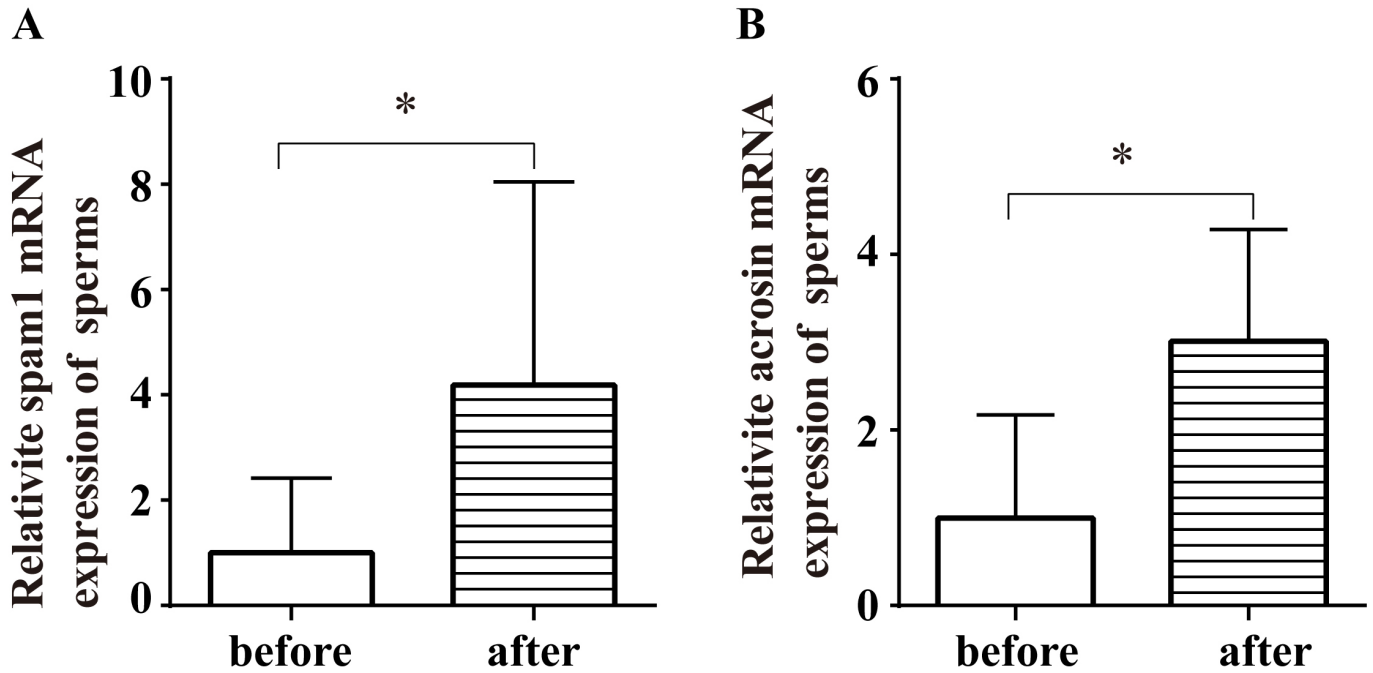 A
Relativite spam1 mRNA
expression of sperms
10
8
6
4
2
0
*
before
after
B
Relativite acrosin mRNA
expression of sperms
6
4
2
0
*
before
after